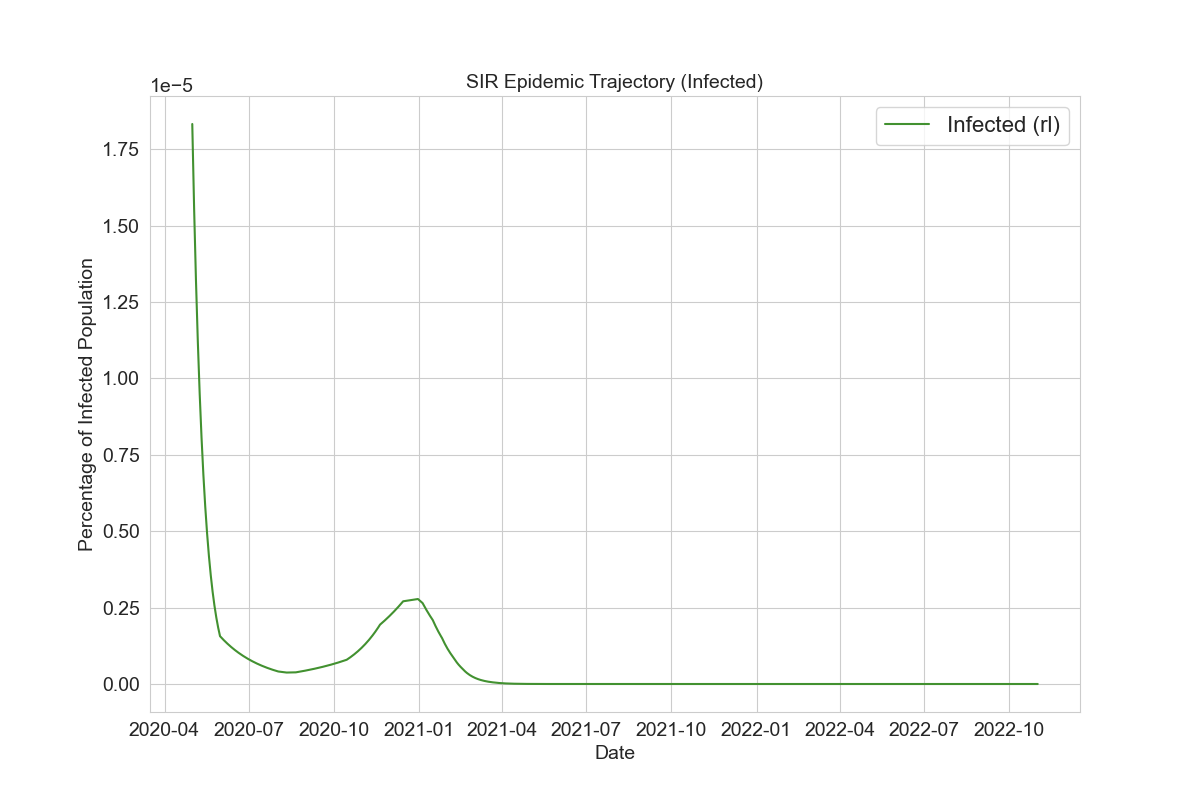 SIR Epidemic Trajectory (Infected)
1e−5
Infected (rl)
Percentage of Infected Population
1.75
1.50
1.25
1.00
0.75
0.50
0.25
0.00
2020-04 2020-07 2020-10 2021-01 2021-04 2021-07 2021-10 2022-01 2022-04 2022-07 2022-10
Date